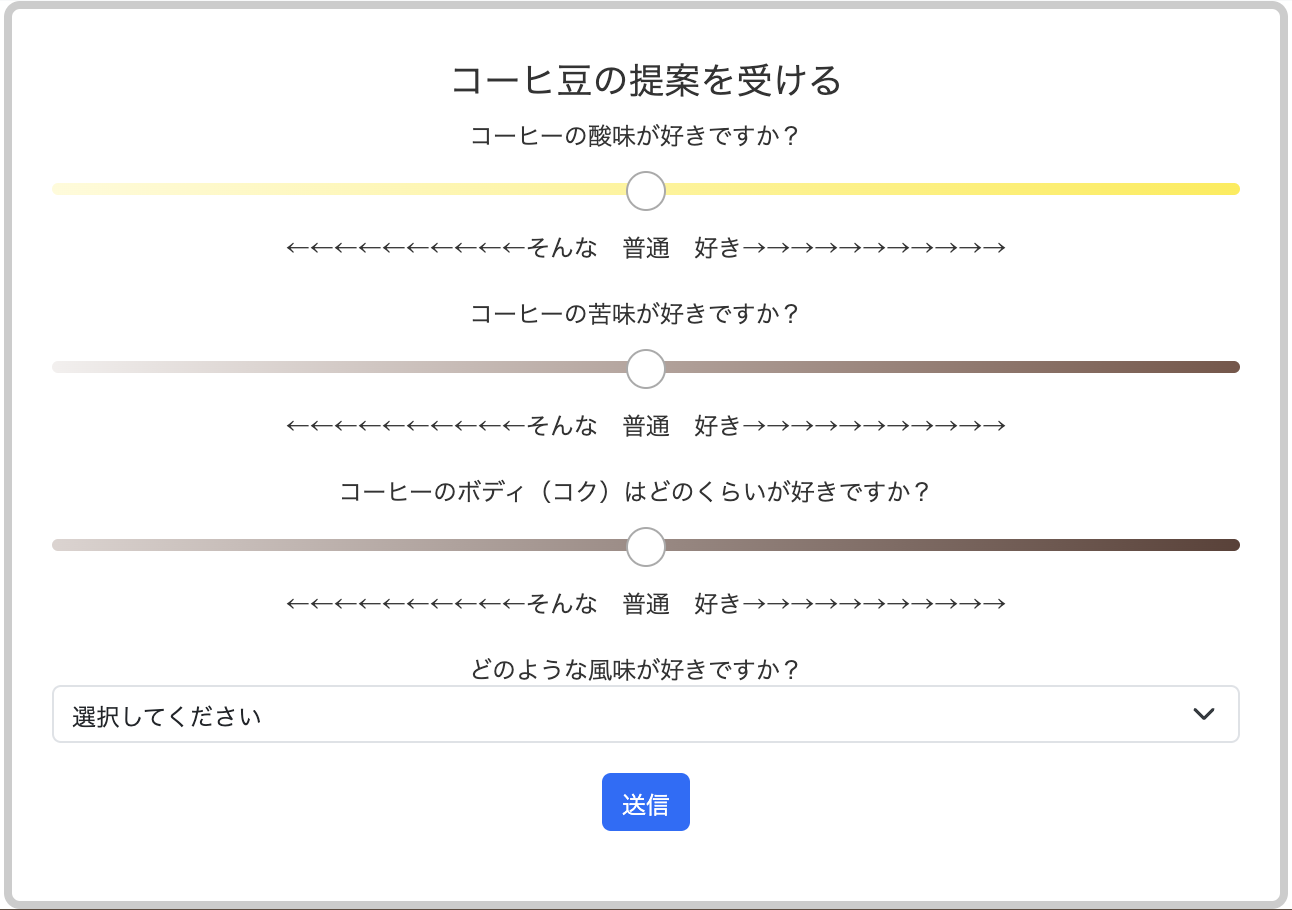 コーヒ豆の提案を受ける
コーヒーの酸味が好きですか？
←←←←←←←←←←そんな　普通　好き→→→→→→→→→→→
コーヒーの苦味が好きですか？
←←←←←←←←←←そんな　普通　好き→→→→→→→→→→→
コーヒーのボディ（コク）はどのくらいが好きですか？
←←←←←←←←←←そんな　普通　好き→→→→→→→→→→→
どのような風味が好きですか？
選択してください
送信